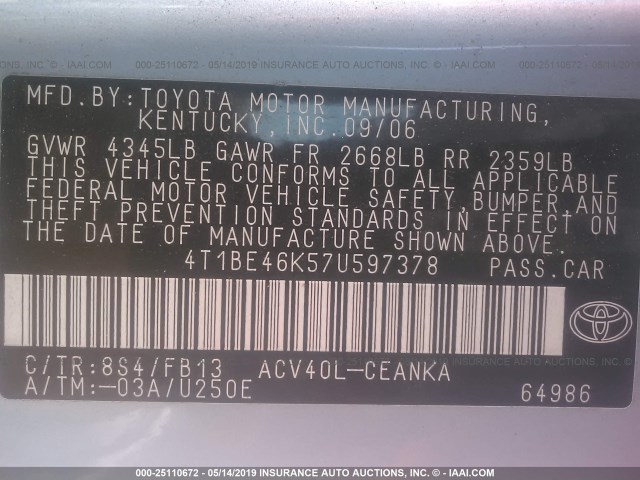 000-25110672 - 05/14/2019 - INSURANCE AUTO AUCTIONS, INC. - © IAAI.COM
MFD.BY:TOYOTA MOTOR MANUFACTURING,
KENTUCKY,INC.09/06
GVWR 4345LB GAWR FR 2668LB RR 2359LB
THIS VEHICLE CONFORMS TO ALL APPLICABLE
FEDERAL MOTOR VEHICLE SAFETY,BUMPER,AND
THEFT PREVENTION STANDARDS IN EFFECT ON
THE DATE OF MANUFACTURE SHOWN ABOVE.
4T1BE46K57U597378 PASS.CAR
C/TR:8S4/FB13 ACV40L-CEANKA
A/TM:-03A/U250E 64986
000-25110672 - 05/14/2019 - INSURANCE AUTO AUCTIONS, INC. - © IAAI.COM